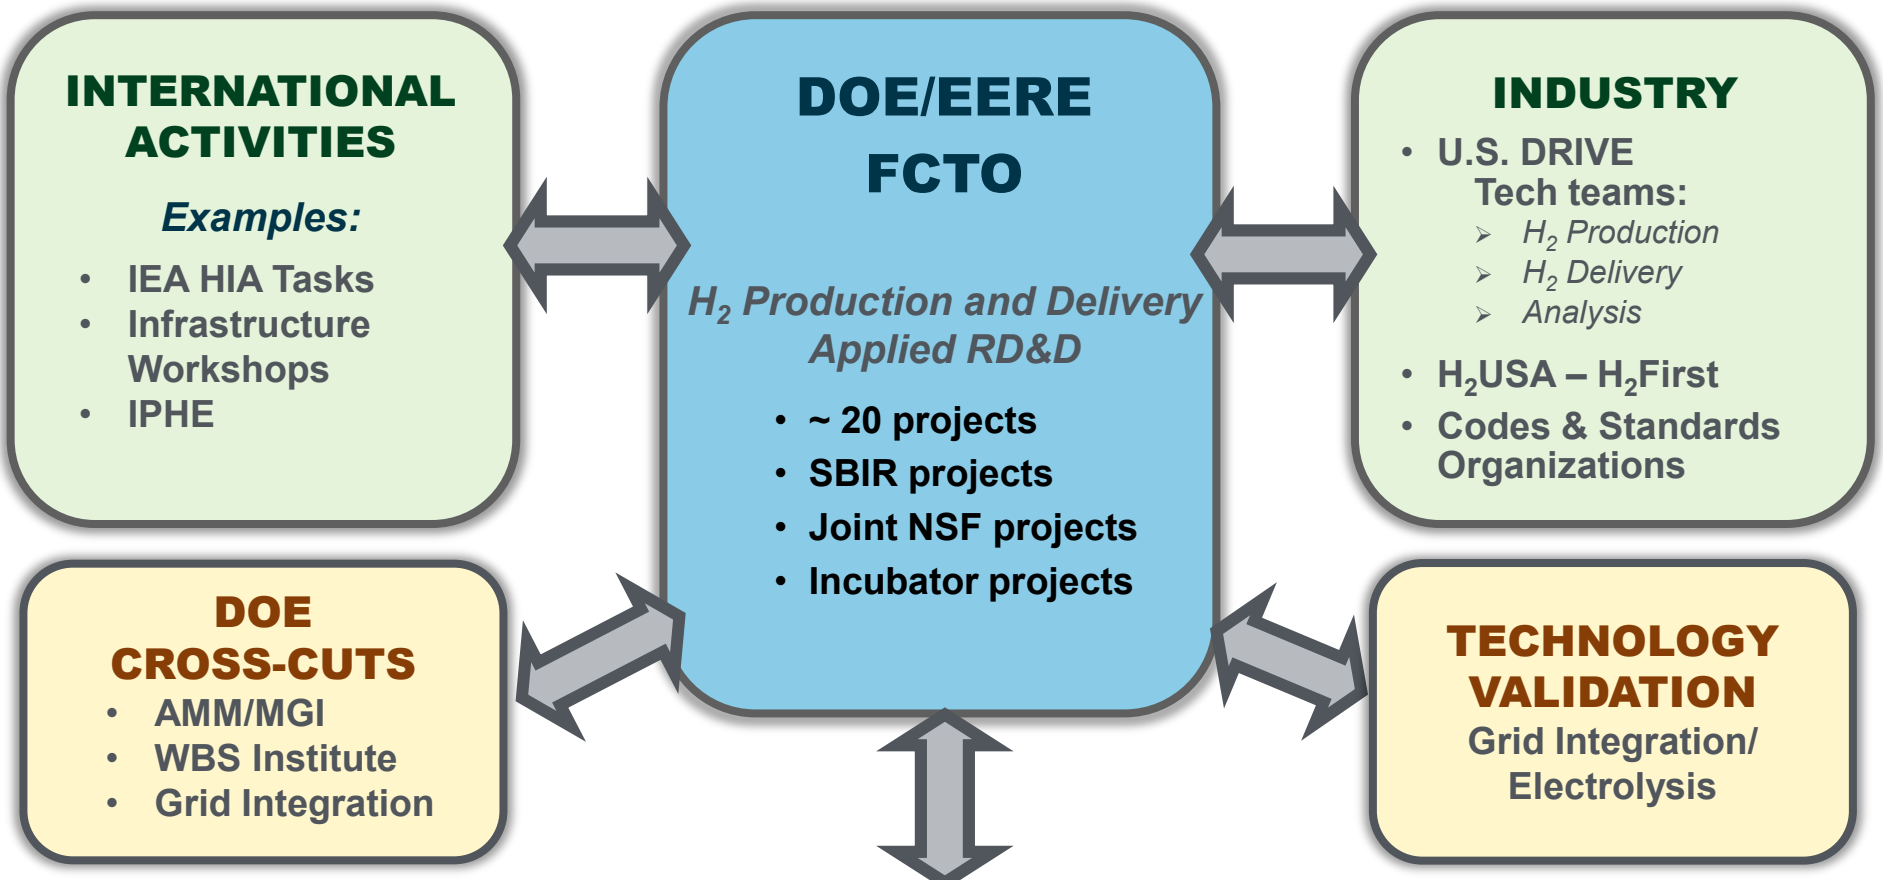 INTERNATIONAL
ACTIVITIES
Examples:
• IEA HIA Tasks
• Infrastructure
Workshops
• IPHE
DOE/EERE
FCTO
H₂ Production and Delivery
Applied RD&D
• ~ 20 projects
• SBIR projects
• Joint NSF projects
• Incubator projects
INDUSTRY
• U.S. DRIVE
Tech teams:
➢ H₂ Production
➢ H₂ Delivery
➢ Analysis
• H₂USA – H₂First
• Codes & Standards
Organizations
DOE
CROSS-CUTS
• AMM/MGI
• WBS Institute
• Grid Integration
TECHNOLOGY
VALIDATION
Grid Integration/
Electrolysis